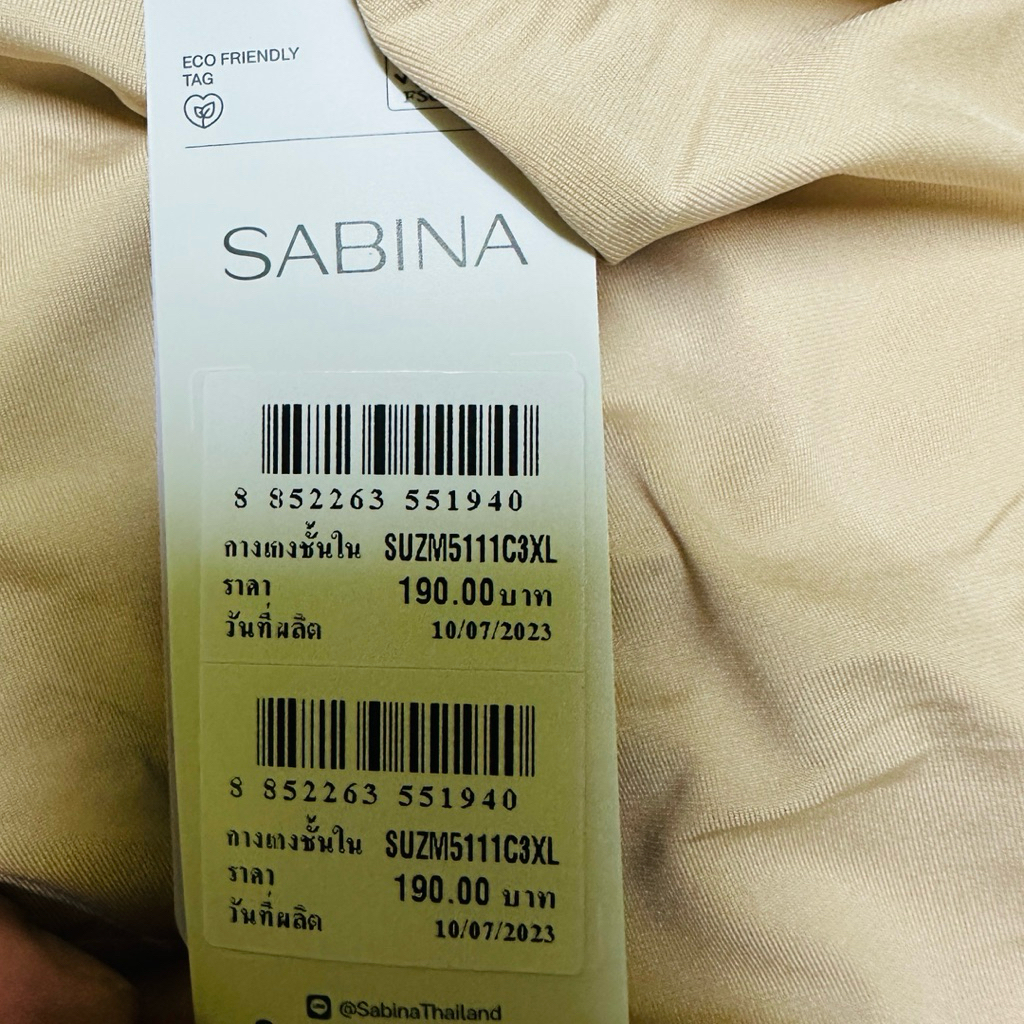 ECO FRIENDLY
TAG
SABINA
8 852263 551940
กางเกงชั้นใน SUZM5111C3XL
ราคา 190.00 บาท
วันที่ผลิต 10/07/2023
8 852263 551940
กางเกงชั้นใน SUZM5111C3XL
ราคา 190.00 บาท
วันที่ผลิต 10/07/2023
@SabinaThailand